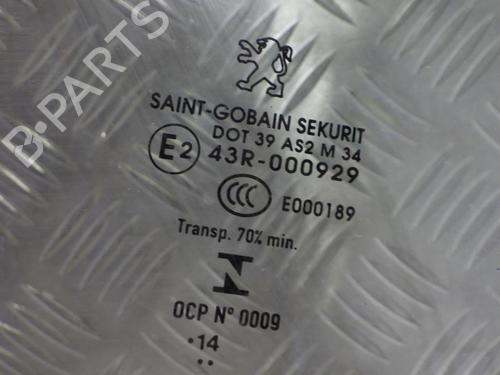 B-PARTS
SAINT-GOBAIN SEKURIT
DOT 39 AS2 M 34
E2 43R-000929
CCC E000189
Transp. 70% min.
OCP Nº 0009
.14
..